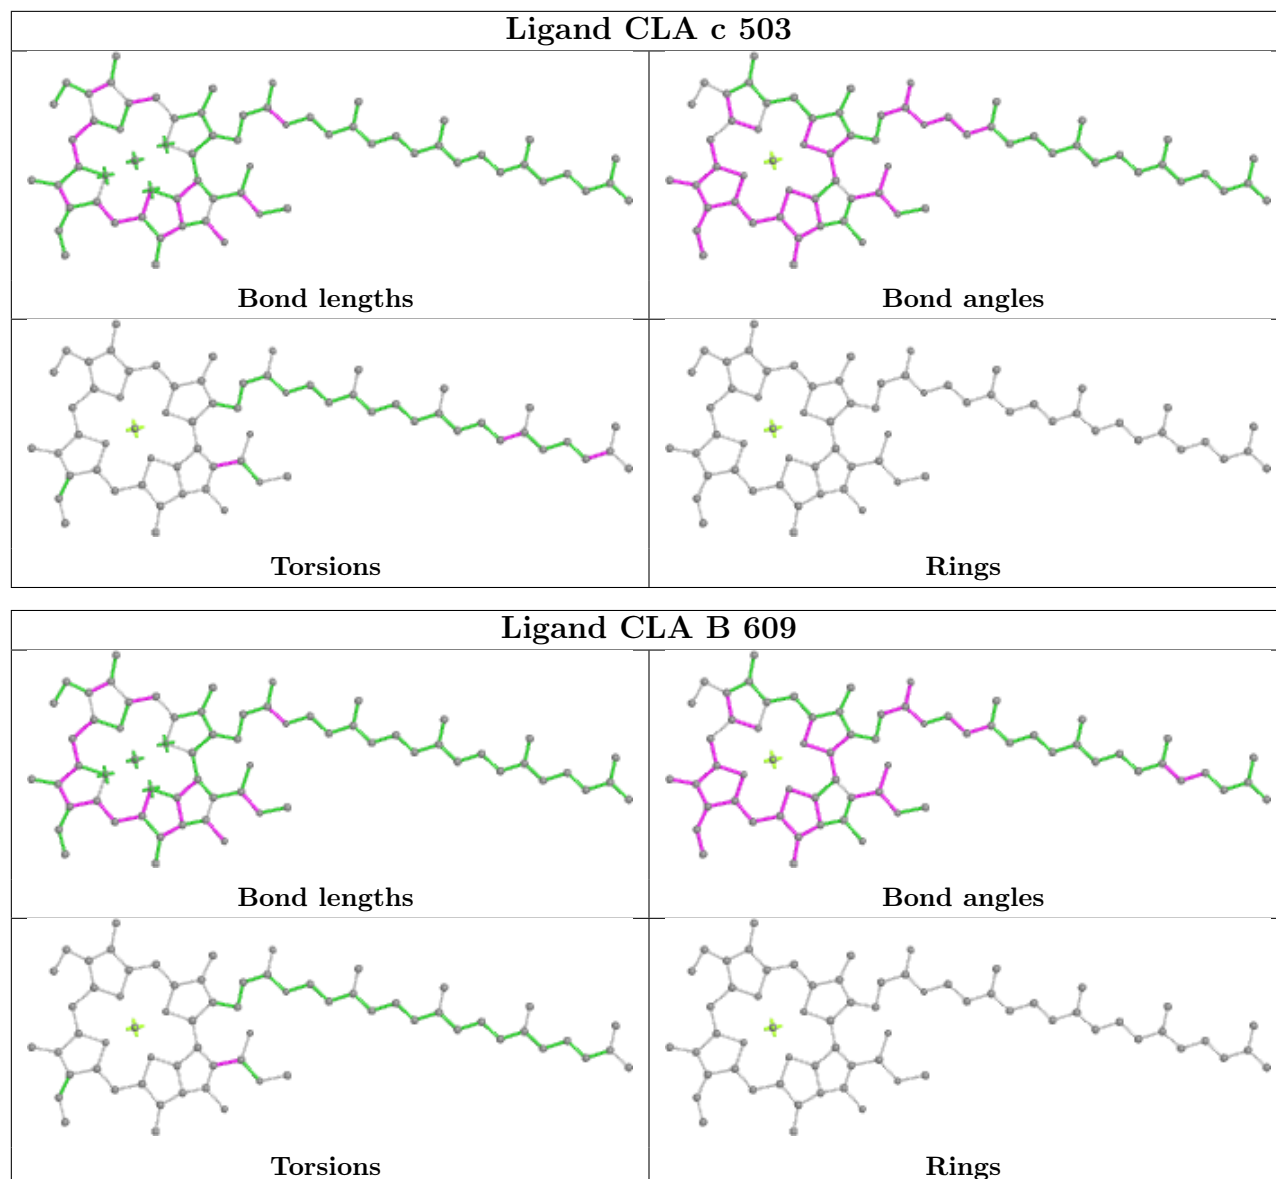 Ligand CLA c 503
Bond lengths
Bond angles
Torsions
Rings
Ligand CLA B 609
Bond lengths
Bond angles
Torsions
Rings